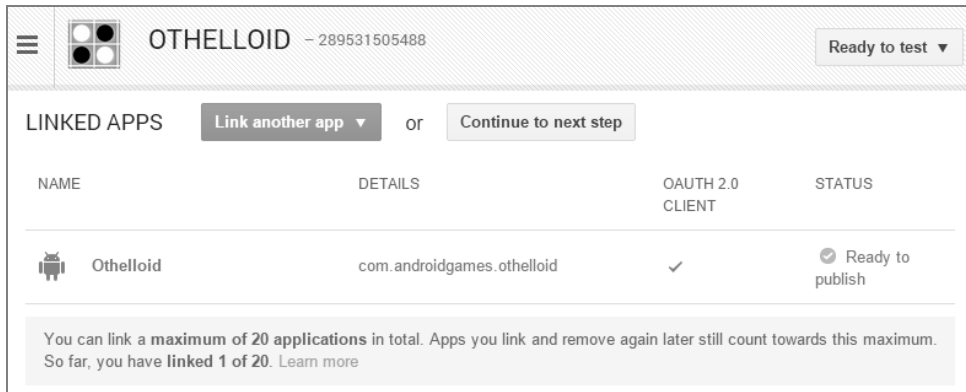 OTHELLOID – 289531505488
Ready to test
LINKED APPS Link another app or Continue to next step
NAME DETAILS OAUTH 2.0 CLIENT STATUS
Othelloid com.androidgames.othelloid Ready to publish
You can link a maximum of 20 applications in total. Apps you link and remove again later still count towards this maximum.
So far, you have linked 1 of 20. Learn more